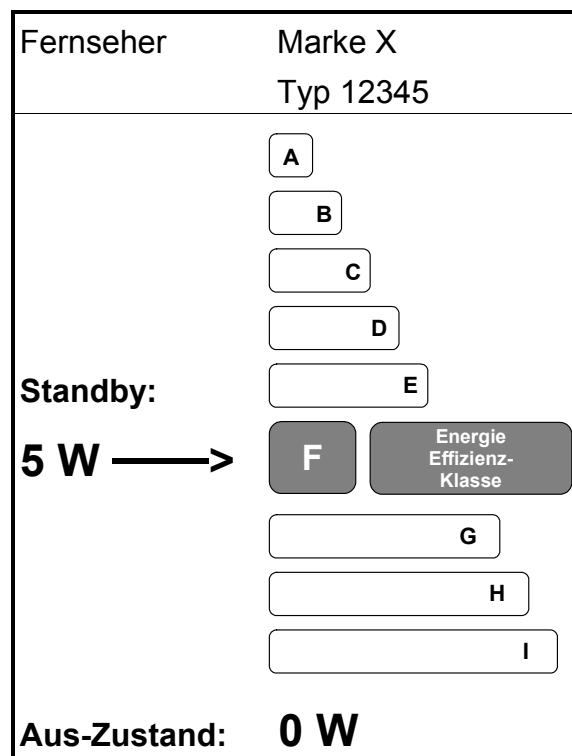 Fernseher Marke X
Typ 12345
A
B
C
D
E
Standby:
5 W
F
Energie
Effizienz-
Klasse
G
H
I
Aus-Zustand: 0 W